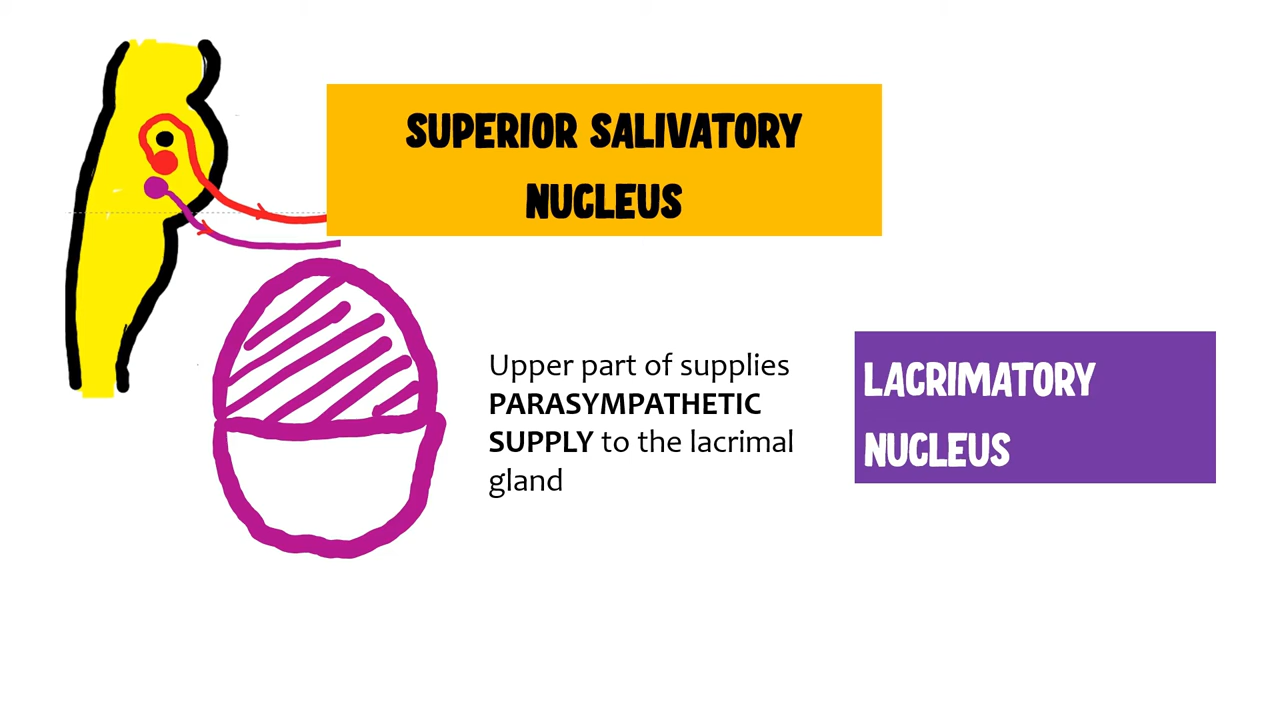 SUPERIOR SALIVATORY
NUCLEUS
Upper part of supplies
PARASYMPATHETIC
SUPPLY to the lacrimal
gland
LACRIMATORY
NUCLEUS